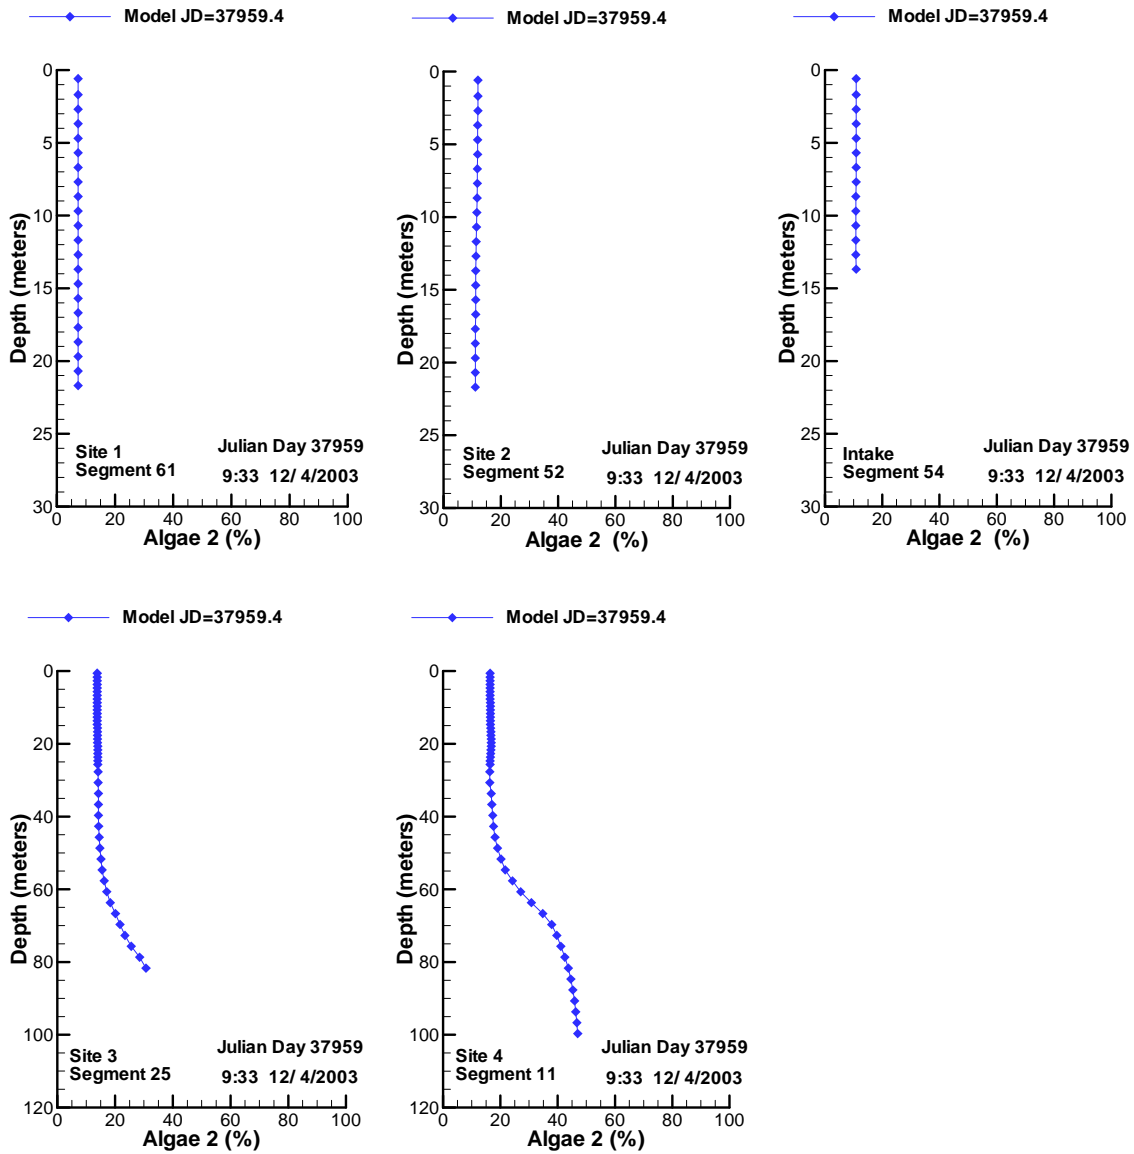 Model JD=37959.4
0
5
10
15
20
25
30
Depth (meters)
Site 1
Segment 61
Julian Day 37959
9:33 12/ 4/2003
0 20 40 60 80 100
Algae 2 (%)
Model JD=37959.4
0
5
10
15
20
25
30
Depth (meters)
Site 2
Segment 52
Julian Day 37959
9:33 12/ 4/2003
0 20 40 60 80 100
Algae 2 (%)
Model JD=37959.4
0
5
10
15
20
25
30
Depth (meters)
Intake
Segment 54
Julian Day 37959
9:33 12/ 4/2003
0 20 40 60 80 100
Algae 2 (%)
Model JD=37959.4
0
20
40
60
80
100
120
Depth (meters)
Site 3
Segment 25
Julian Day 37959
9:33 12/ 4/2003
0 20 40 60 80 100
Algae 2 (%)
Model JD=37959.4
0
20
40
60
80
100
120
Depth (meters)
Site 4
Segment 11
Julian Day 37959
9:33 12/ 4/2003
0 20 40 60 80 100
Algae 2 (%)